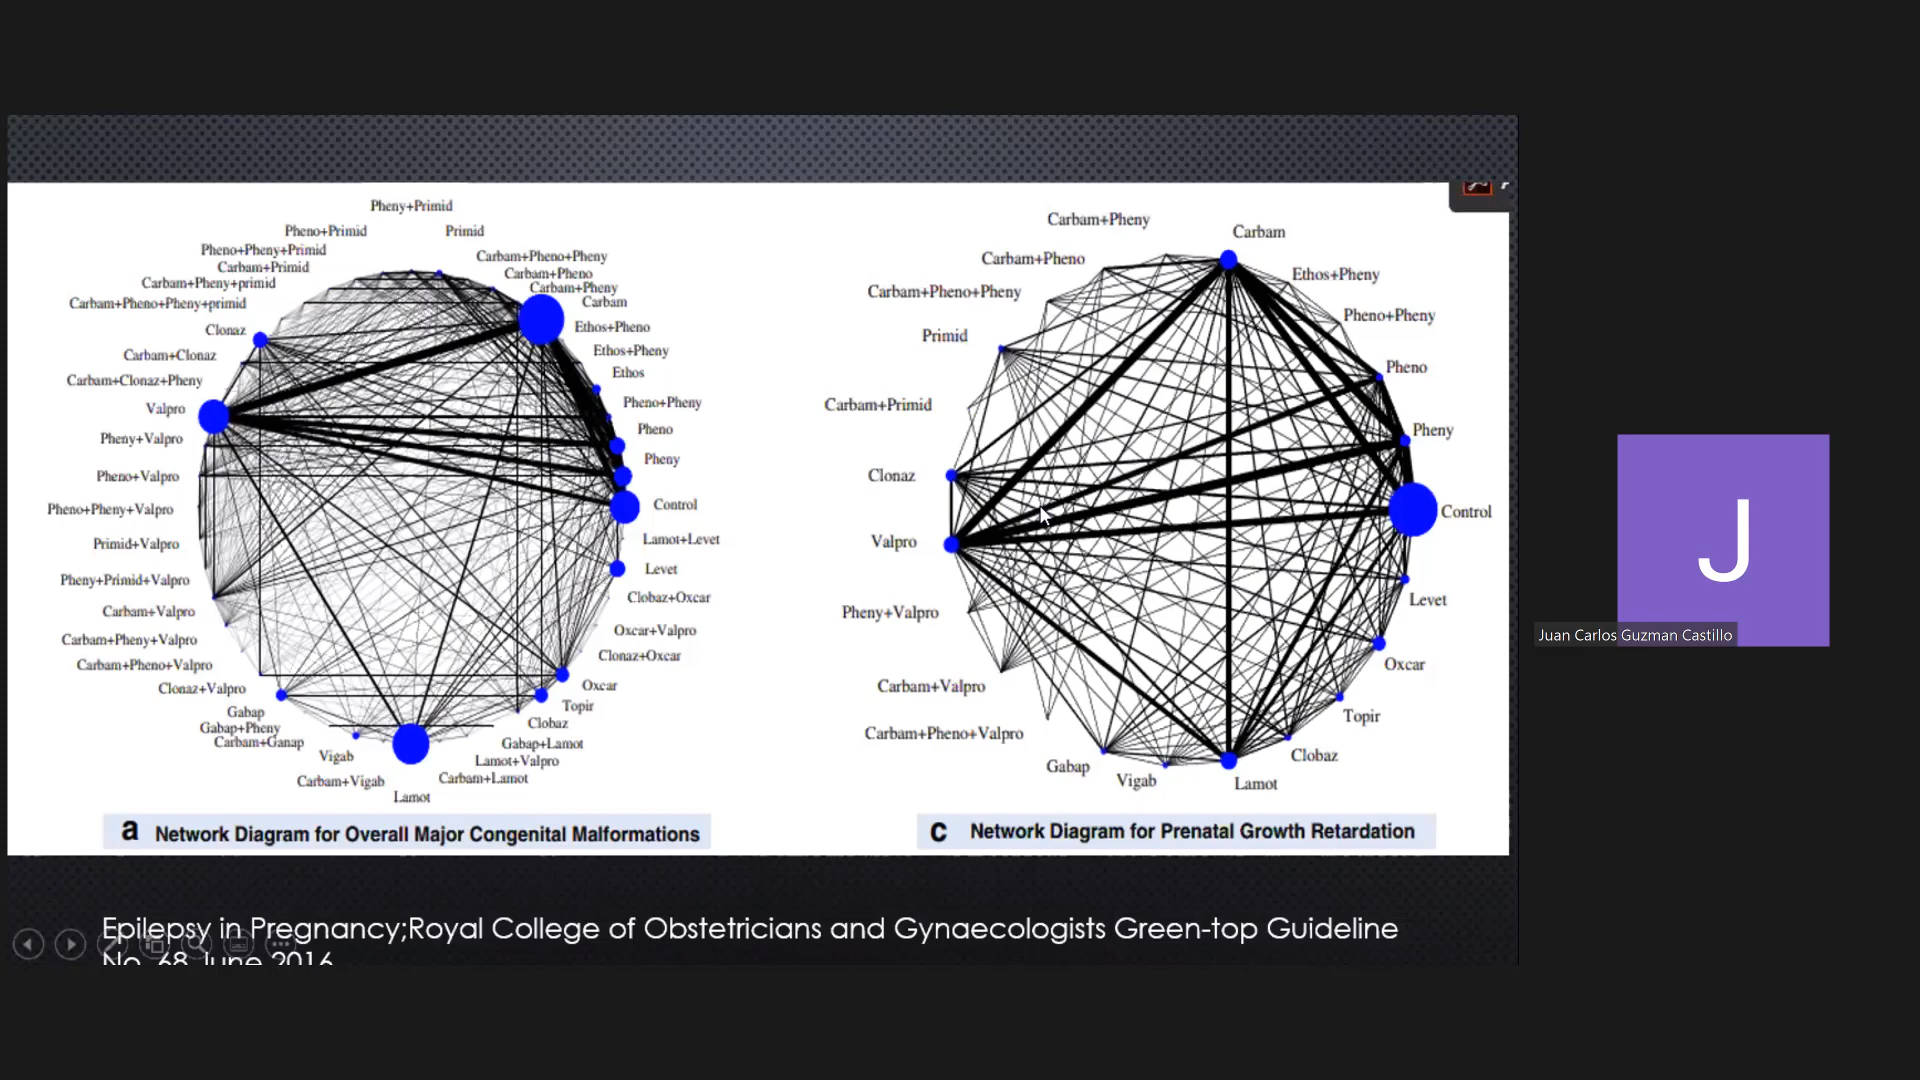 Pheny+Primid
Pheno+Primid
Primid
Pheno+Pheny+Primid
Carbam+Pheno+Pheny
Carbam+Primid
Carbam+Pheno
Carbam+Pheny+primid
Carbam+Pheny
Carbam+Pheno+Pheny+primid
Carbam
Clonaz
Ethos+Pheno
Carbam+Clonaz
Ethos+Pheny
Carbam+Clonaz+Pheny
Ethos
Valpro
Pheno+Pheny
Pheny+Valpro
Pheno
Pheno+Valpro
Pheny
Pheno+Pheny+Valpro
Control
Primid+Valpro
Lamot+Levet
Pheny+Primid+Valpro
Levet
Carbam+Valpro
Clobaz+Oxcar
Carbam+Pheny+Valpro
Oxcar+Valpro
Carbam+Pheno+Valpro
Clonaz+Oxcar
Clonaz+Valpro
Oxcar
Gabap
Topir
Gabap+Pheny
Clobaz
Carbam+Ganap
Gabap+Lamot
Vigab
Lamot+Valpro
Carbam+Vigab
Carbam+Lamot
Lamot
a Network Diagram for Overall Major Congenital Malformations
Carbam+Pheny
Carbam
Carbam+Pheno
Ethos+Pheny
Carbam+Pheno+Pheny
Pheno+Pheny
Primid
Pheno
Carbam+Primid
Pheny
Clonaz
Control
Valpro
Levet
Pheny+Valpro
Oxcar
Carbam+Valpro
Topir
Carbam+Pheno+Valpro
Clobaz
Gabap
Vigab
Lamot
c Network Diagram for Prenatal Growth Retardation
Epilepsy in Pregnancy;Royal College of Obstetricians and Gynaecologists Green-top Guideline
No. 68 June 2016
J
Juan Carlos Guzman Castillo